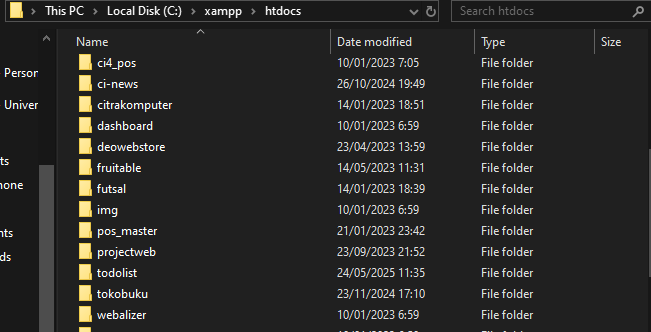 This PC > Local Disk (C:) > xampp > htdocs
Search htdocs
Name Date modified Type Size
ci4_pos 10/01/2023 7:05 File folder
ci-news 26/10/2024 19:49 File folder
citrakomputer 14/01/2023 18:51 File folder
dashboard 10/01/2023 6:59 File folder
deowebstore 23/04/2023 13:59 File folder
fruitable 14/05/2023 11:31 File folder
futsal 14/01/2023 18:39 File folder
img 10/01/2023 6:59 File folder
pos_master 21/01/2023 23:42 File folder
projectweb 23/09/2023 21:52 File folder
todolist 24/05/2025 11:35 File folder
tokobuku 23/11/2024 17:10 File folder
webalizer 10/01/2023 6:59 File folder
Person
Univer
ts
hone
nts
ds